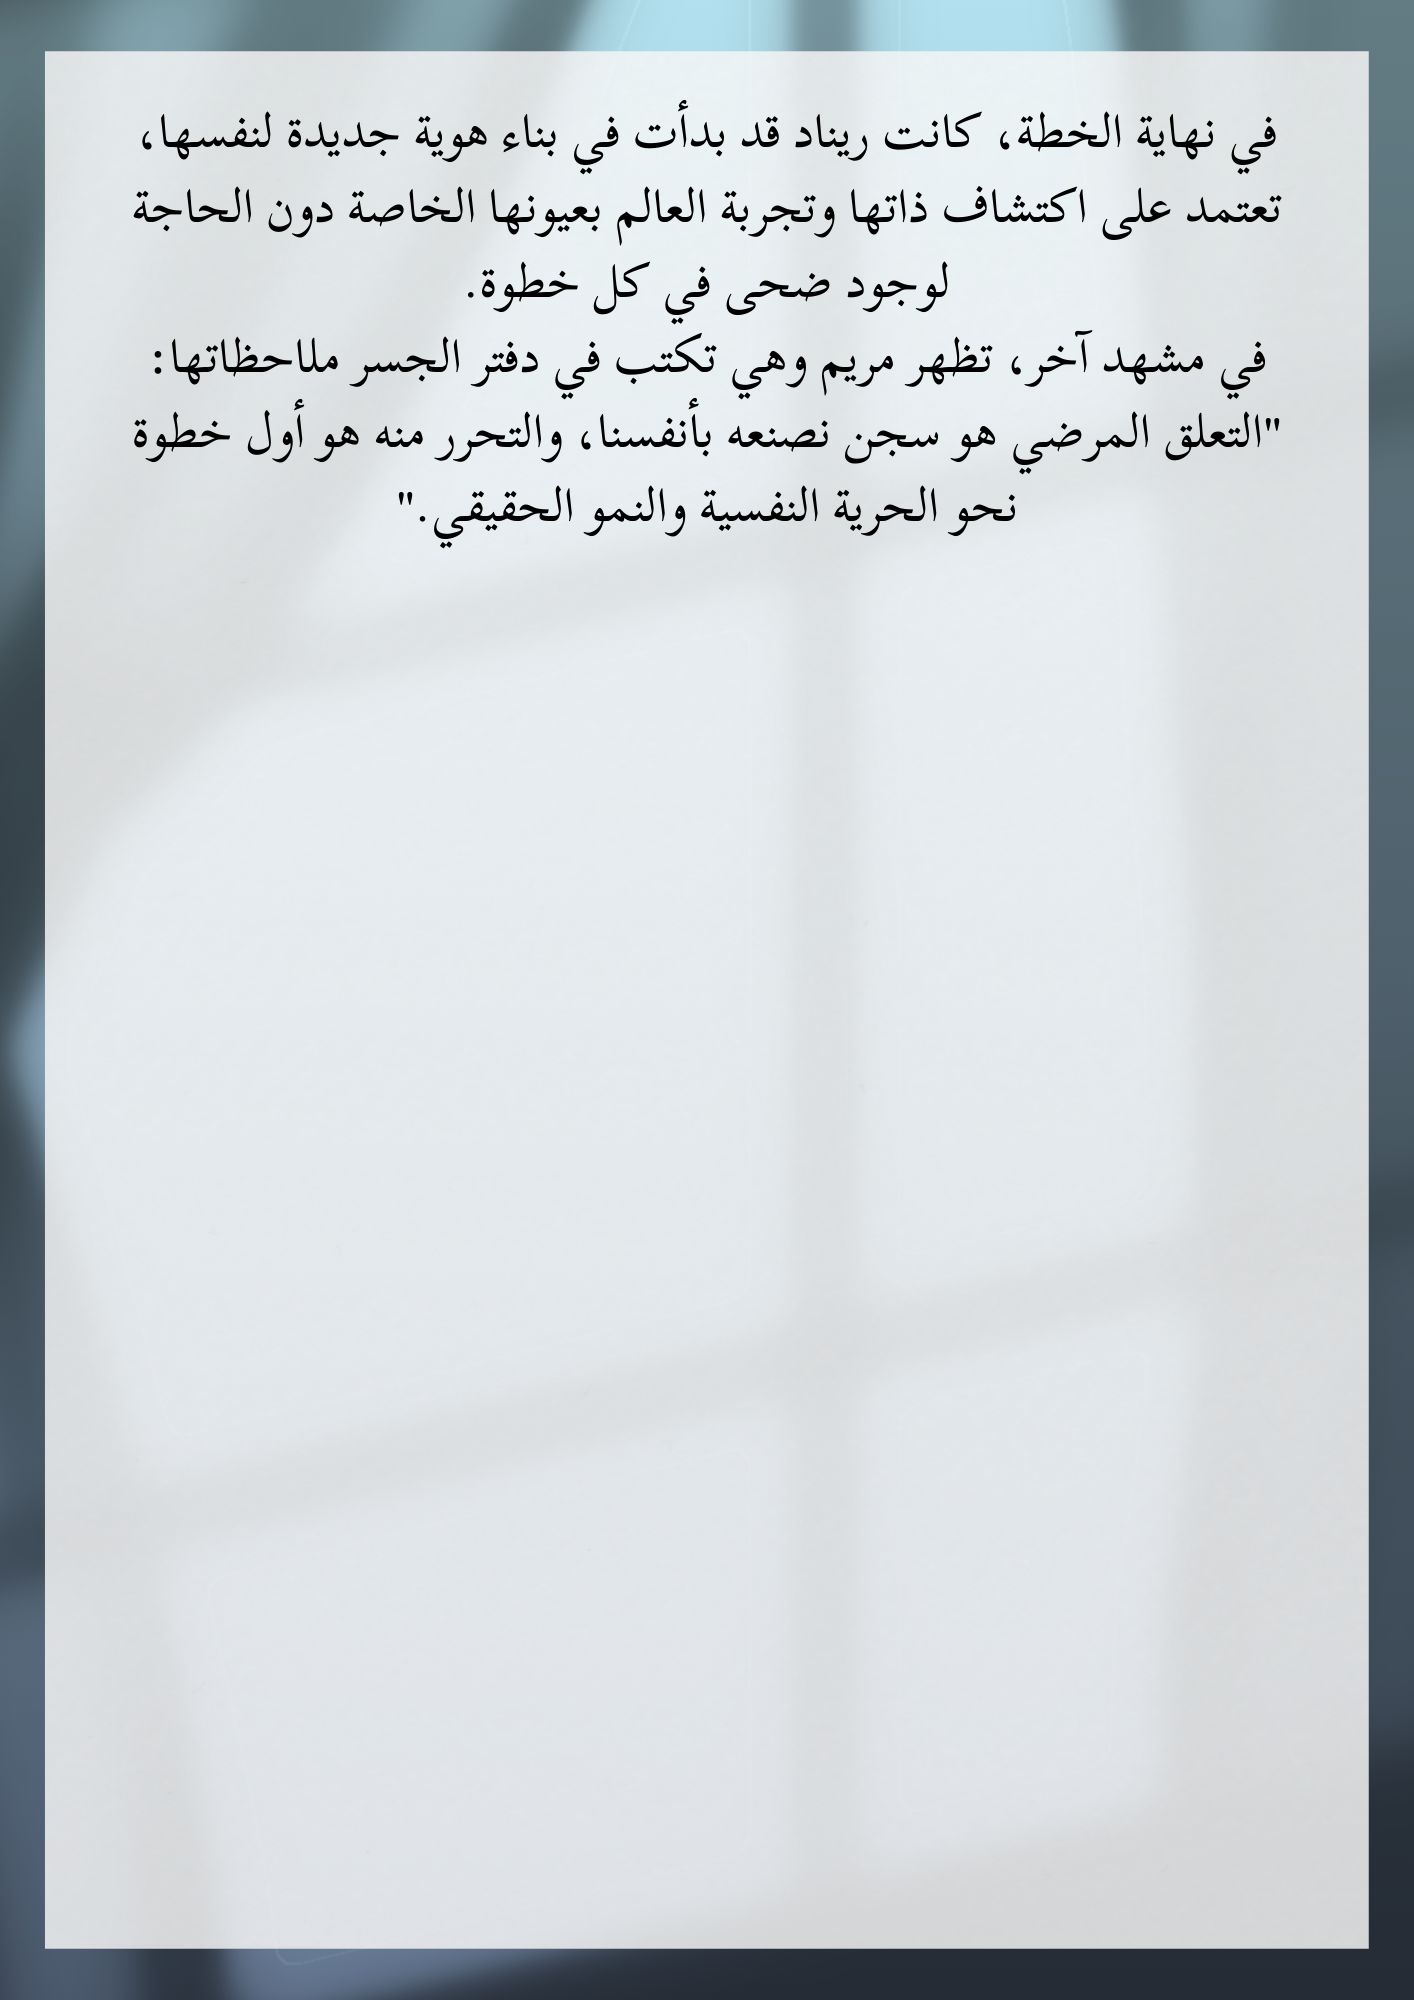 في نهاية الخطة، كانت ريناد قد بدأت في بناء هوية جديدة لنفسها،
تعتمد على اكتشاف ذاتها وتجربة العالم بعيونها الخاصة دون الحاجة
لوجود ضحى في كل خطوة.
في مشهد آخر، تظهر مريم وهي تكتب في دفتر الجسر ملاحظاتها:
"التعلق المرضي هو سجن نصنعه بأنفسنا، والتحرر منه هو أول خطوة
نحو الحرية النفسية والنمو الحقيقي."